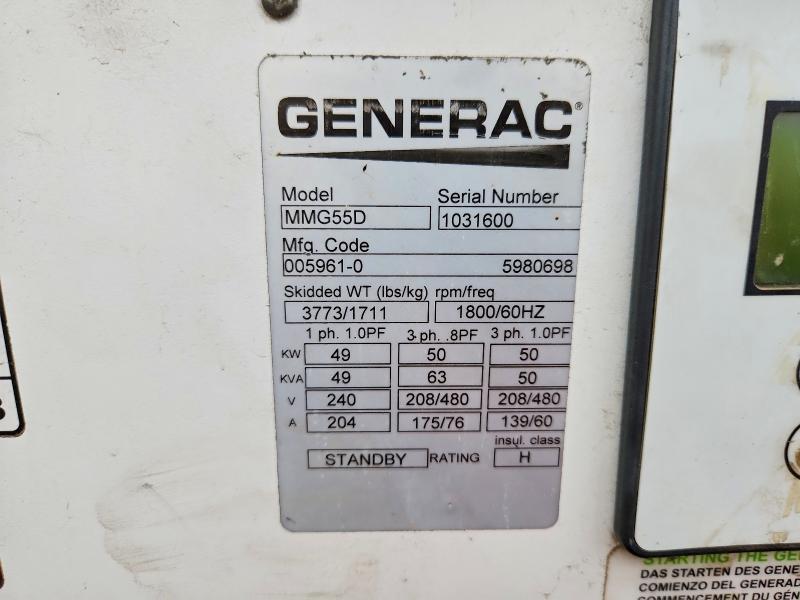 GENERAC®
Model Serial Number
MMG55D 1031600
Mfg. Code
005961-0 5980698
Skidded WT (lbs/kg) rpm/freq
3773/1711 1800/60HZ
1 ph. 1.0PF 3 ph. .8PF 3 ph. 1.0PF
KW 49 50 50
KVA 49 63 50
V 240 208/480 208/480
A 204 175/76 139/60
insul. class
STANDBY RATING H
STARTING THE GE
DAS STARTEN DES GENE
COMIENZO DEL GENERAD
COMMENCEMENT DU GÉN